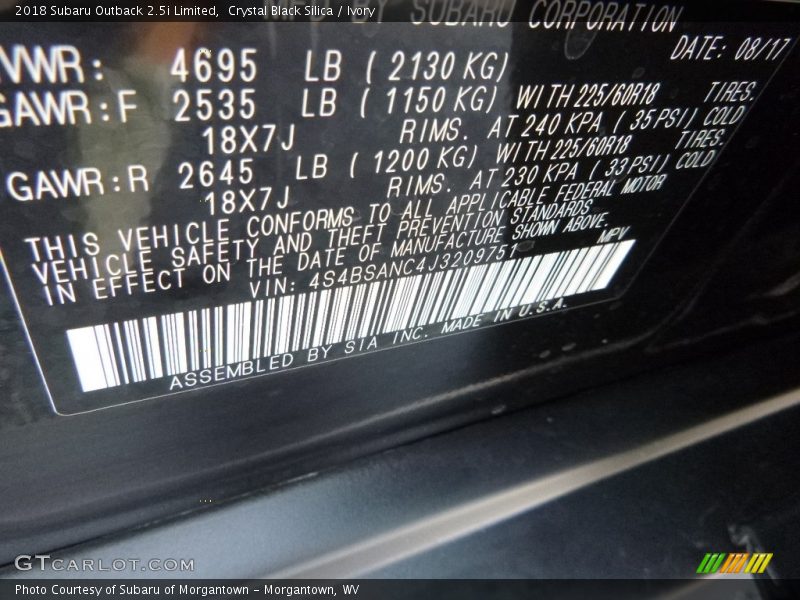 2018 Subaru Outback 2.5i Limited,  Crystal Black Silica / Ivory
BY SUBARU CORPORATION
DATE: 08/17
GVWR: 4695 LB ( 2130 KG)
GAWR:F 2535 LB ( 1150 KG) WITH 225/60R18 TIRES.
18X7J RIMS. AT 240 KPA ( 35 PSI) COLD
GAWR:R 2645 LB ( 1200 KG) WITH 225/60R18 TIRES.
18X7J RIMS. AT 230 KPA ( 33 PSI) COLD
THIS VEHICLE CONFORMS TO ALL APPLICABLE FEDERAL MOTOR
VEHICLE SAFETY AND THEFT PREVENTION STANDARDS
IN EFFECT ON THE DATE OF MANUFACTURE SHOWN ABOVE.
VIN: 4S4BSANC4J3209751 MPV
ASSEMBLED BY SIA INC. MADE IN U.S.A.
GTCARLOT.COM
Photo Courtesy of Subaru of Morgantown - Morgantown, WV